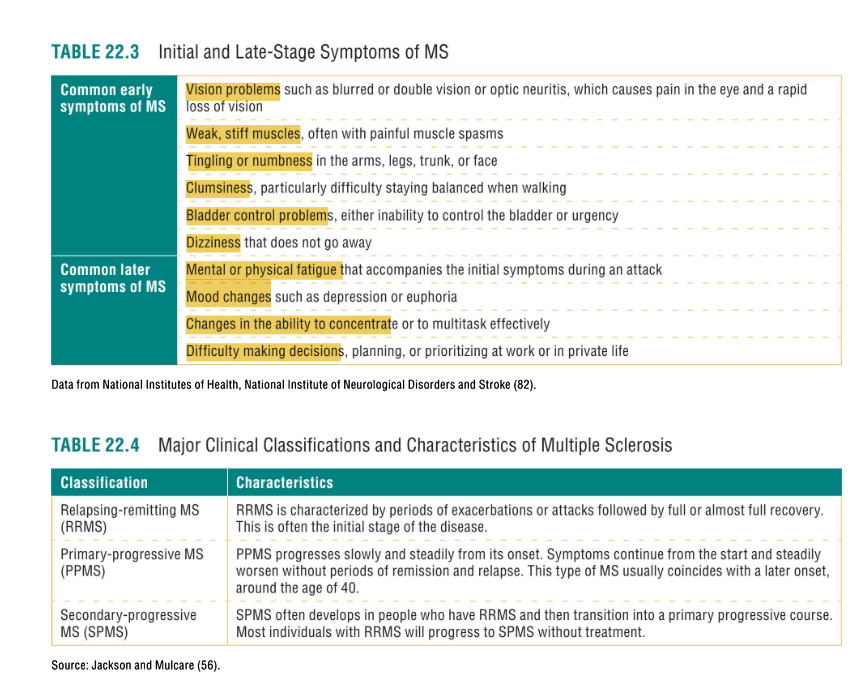 TABLE 22.3 Initial and Late-Stage Symptoms of MS
Common early
symptoms of MS
Vision problems such as blurred or double vision or optic neuritis, which causes pain in the eye and a rapid
loss of vision
Weak, stiff muscles, often with painful muscle spasms
Tingling or numbness in the arms, legs, trunk, or face
Clumsiness, particularly difficulty staying balanced when walking
Bladder control problems, either inability to control the bladder or urgency
Dizziness that does not go away
Common later
symptoms of MS
Mental or physical fatigue that accompanies the initial symptoms during an attack
Mood changes such as depression or euphoria
Changes in the ability to concentrate or to multitask effectively
Difficulty making decisions, planning, or prioritizing at work or in private life
Data from National Institutes of Health, National Institute of Neurological Disorders and Stroke (82).
TABLE 22.4 Major Clinical Classifications and Characteristics of Multiple Sclerosis
Classification Characteristics
Relapsing-remitting MS
(RRMS)
RRMS is characterized by periods of exacerbations or attacks followed by full or almost full recovery.
This is often the initial stage of the disease.
Primary-progressive MS
(PPMS)
PPMS progresses slowly and steadily from its onset. Symptoms continue from the start and steadily
worsen without periods of remission and relapse. This type of MS usually coincides with a later onset,
around the age of 40.
Secondary-progressive
MS (SPMS)
SPMS often develops in people who have RRMS and then transition into a primary progressive course.
Most individuals with RRMS will progress to SPMS without treatment.
Source: Jackson and Mulcare (56).